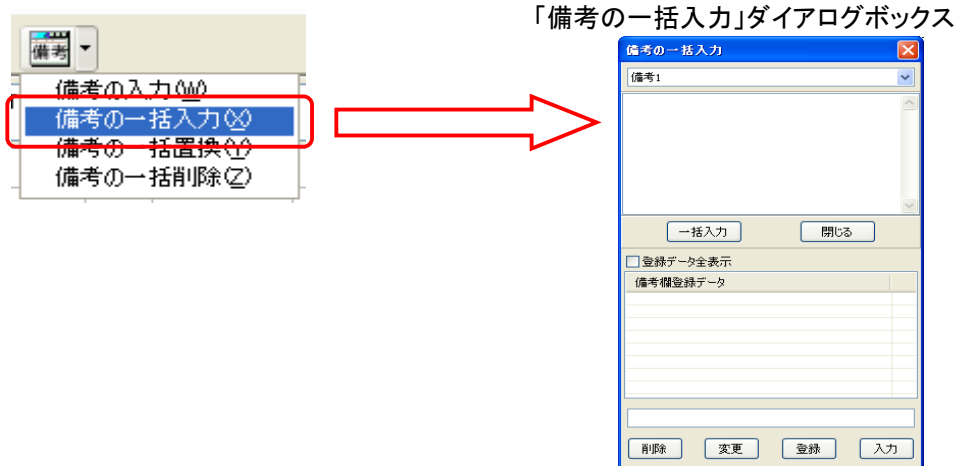 「備考の一括入力」ダイアログボックス
備考
備考の入力(W)
備考の一括入力(X)
備考の一括置換(Y)
備考の一括削除(Z)
備考の一括入力
備考1
一括入力 閉じる
登録データ全表示
備考欄登録データ
削除 変更 登録 入力